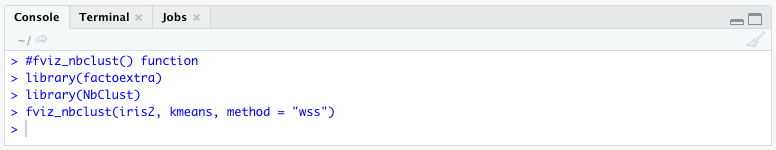 Console Terminal × Jobs ×
~/
> #fviz_nbclust() function
> library(factoextra)
> library(NbClust)
> fviz_nbclust(iris2, kmeans, method = "wss")
>